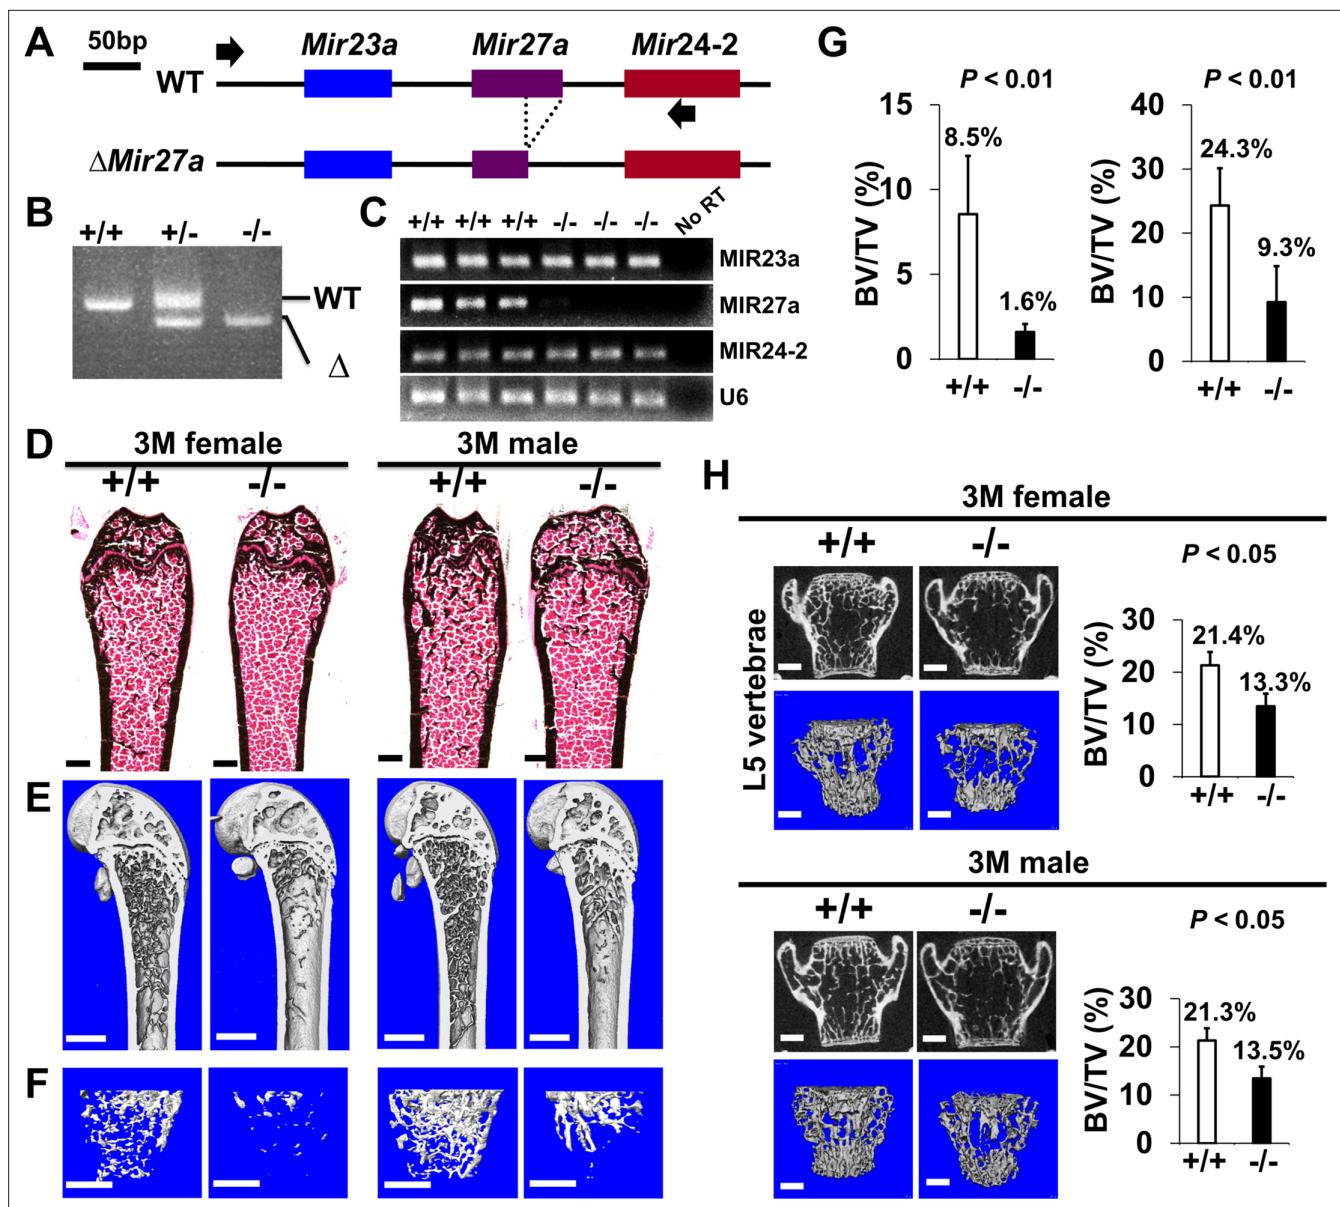 A
50bp
Mir23a Mir27a Mir24-2
WT
ΔMir27a
B
+/+ +/- -/-
WT
Δ
C
+/+ +/+ +/+ -/- -/- -/- No RT
MIR23a
MIR27a
MIR24-2
U6
D
3M female 3M male
+/+ -/- +/+ -/-
E
F
G
P < 0.01
BV/TV (%)
15
10
5
0
8.5%
1.6%
+/+ -/-
P < 0.01
BV/TV (%)
40
30
20
10
0
24.3%
9.3%
+/+ -/-
H
3M female
+/+ -/-
L5 vertebrae
P < 0.05
BV/TV (%)
30
20
10
0
21.4%
13.3%
+/+ -/-
3M male
+/+ -/-
P < 0.05
BV/TV (%)
30
20
10
0
21.3%
13.5%
+/+ -/-